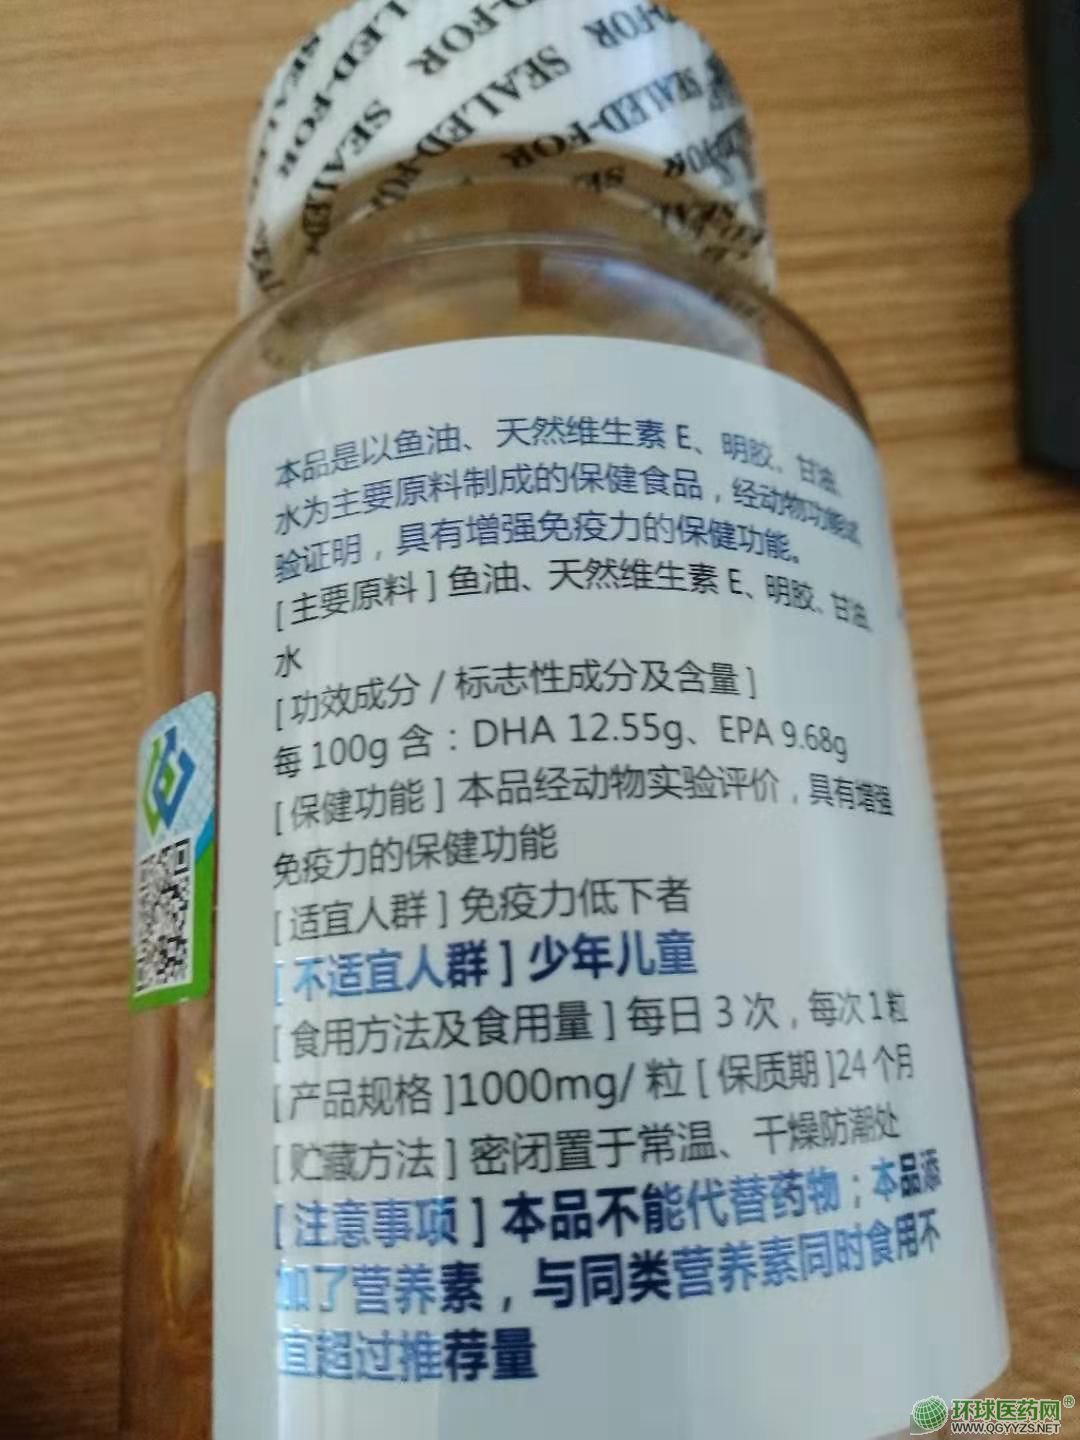 SEALED-FOR SEALED-FOR SEALED-FOR
本品是以鱼油、天然维生素 E、明胶、甘油、
水为主要原料制成的保健食品，经动物功能试
验证明，具有增强免疫力的保健功能。
[ 主要原料 ] 鱼油、天然维生素 E、明胶、甘油、
水
[ 功效成分 / 标志性成分及含量 ]
每 100g 含：DHA 12.55g、EPA 9.68g
[ 保健功能 ] 本品经动物实验评价，具有增强
免疫力的保健功能
[ 适宜人群 ] 免疫力低下者
[ 不适宜人群 ] 少年儿童
[ 食用方法及食用量 ] 每日 3 次，每次 1 粒
[ 产品规格 ]1000mg/ 粒 [ 保质期 ]24 个月
[ 贮藏方法 ] 密闭置于常温、干燥防潮处
[ 注意事项 ] 本品不能代替药物；本品添
加了营养素，与同类营养素同时食用不
宜超过推荐量
环球医药网®
WWW.QGYYZS.NET